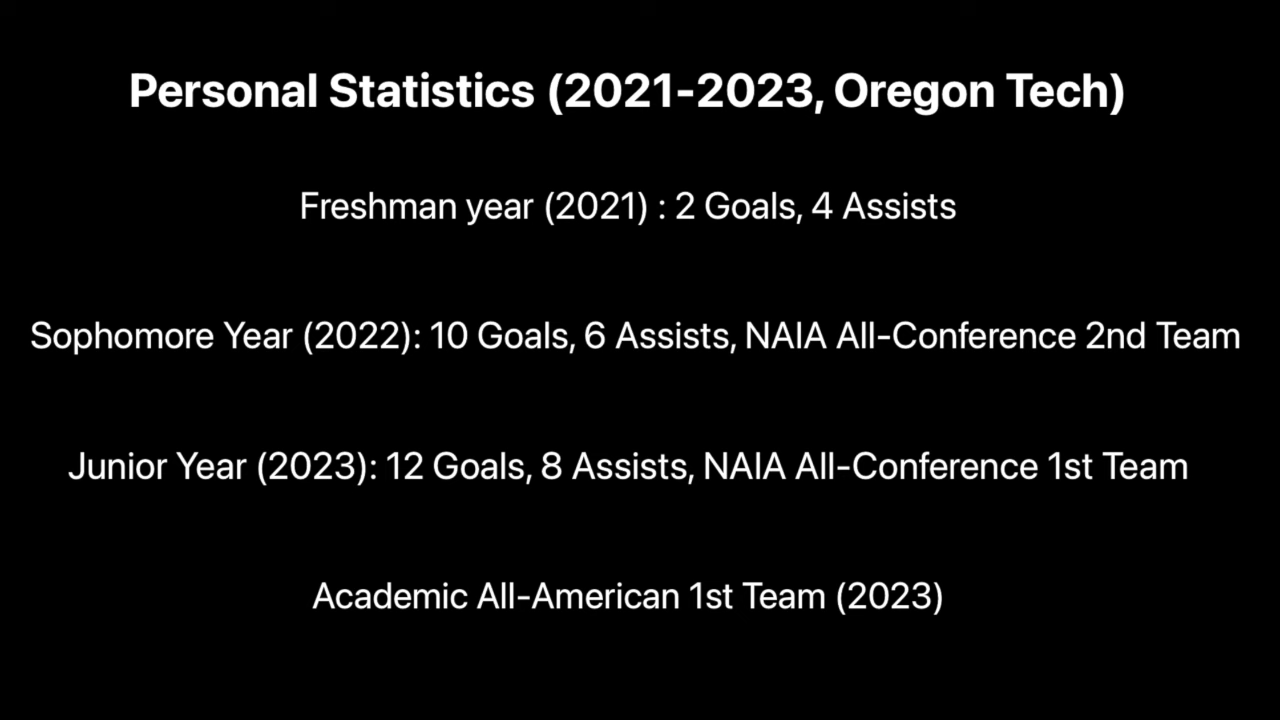 Personal Statistics (2021-2023, Oregon Tech)
Freshman year (2021) : 2 Goals, 4 Assists
Sophomore Year (2022): 10 Goals, 6 Assists, NAIA All-Conference 2nd Team
Junior Year (2023): 12 Goals, 8 Assists, NAIA All-Conference 1st Team
Academic All-American 1st Team (2023)